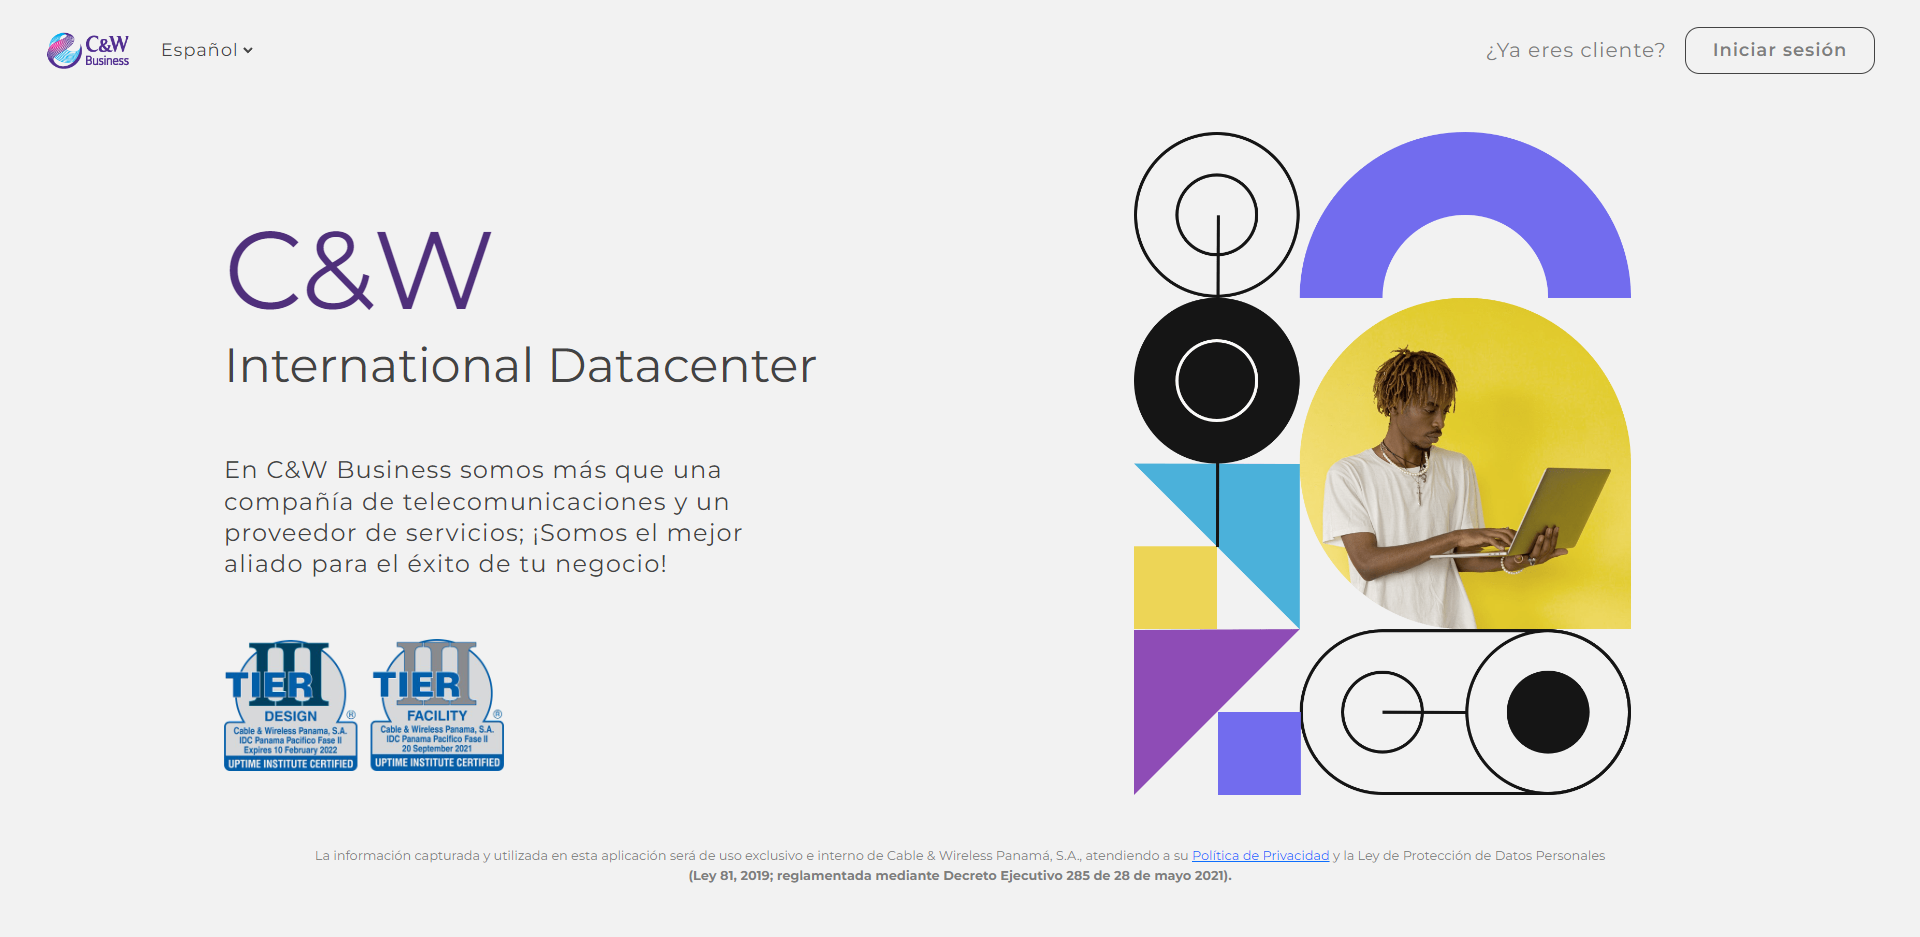 C&W
Business
Español
¿Ya eres cliente?
Iniciar sesión
C&W
International Datacenter
En C&W Business somos más que una
compañía de telecomunicaciones y un
proveedor de servicios; ¡Somos el mejor
aliado para el éxito de tu negocio!
III
TIER
DESIGN ®
Cable & Wireless Panama, S.A.
IDC Panama Pacifico Fase II
Expires 10 February 2022
UPTIME INSTITUTE CERTIFIED
III
TIER
FACILITY ®
Cable & Wireless Panama, S.A.
IDC Panama Pacifico Fase II
20 September 2021
UPTIME INSTITUTE CERTIFIED
La información capturada y utilizada en esta aplicación será de uso exclusivo e interno de Cable & Wireless Panamá, S.A., atendiendo a su Política de Privacidad y la Ley de Protección de Datos Personales
(Ley 81, 2019; reglamentada mediante Decreto Ejecutivo 285 de 28 de mayo 2021).